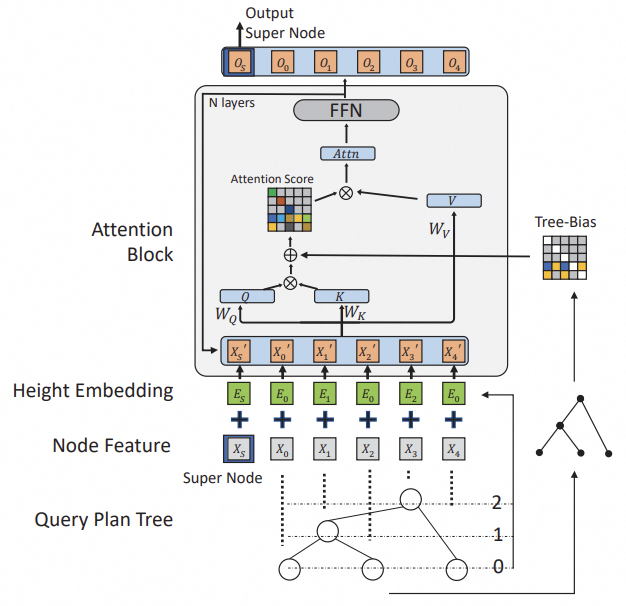 Output
Super Node
O_S O_0 O_1 O_2 O_3 O_4
N layers
FFN
Attn
Attention Score
V
W_V
Tree-Bias
Attention
Block
Q K
W_Q W_K
X_S' X_0' X_1' X_2' X_3' X_4'
Height Embedding E_S E_0 E_1 E_0 E_2 E_0
+ + + + + +
Node Feature X_S X_0 X_1 X_2 X_3 X_4
Super Node
2
Query Plan Tree
1
0